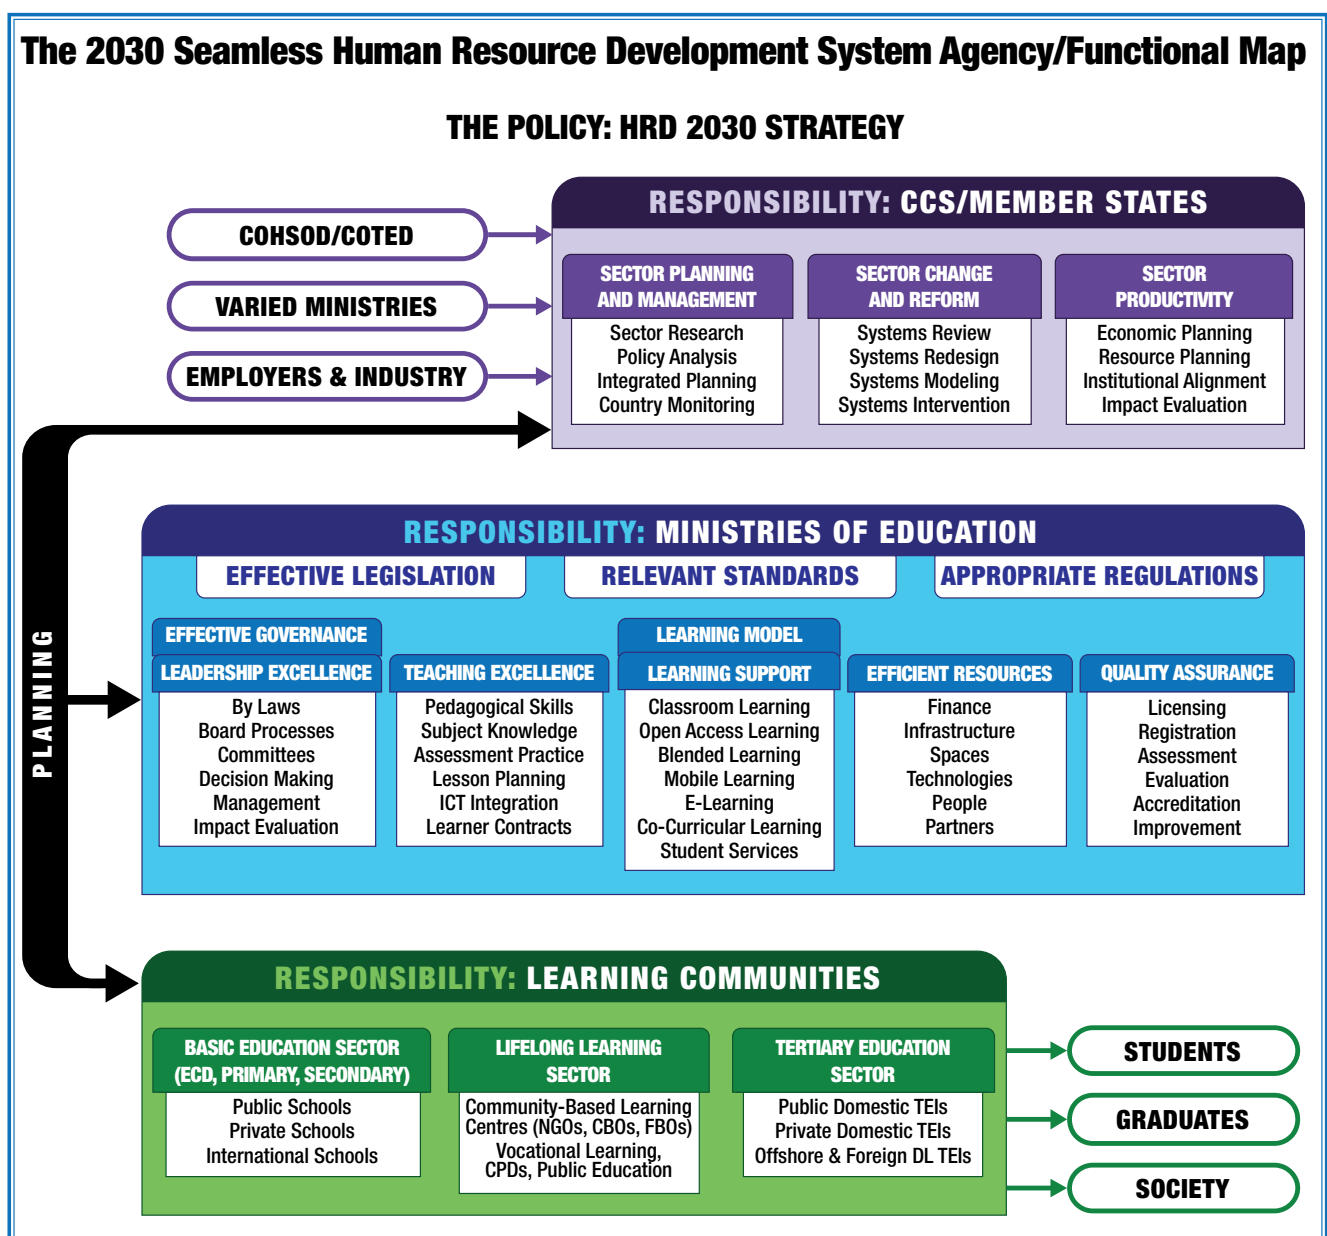 The 2030 Seamless Human Resource Development System Agency/Functional Map
THE POLICY: HRD 2030 STRATEGY
COHSOD/COTED
VARIED MINISTRIES
EMPLOYERS & INDUSTRY
RESPONSIBILITY: CCS/MEMBER STATES
SECTOR PLANNING
AND MANAGEMENT
Sector Research
Policy Analysis
Integrated Planning
Country Monitoring
SECTOR CHANGE
AND REFORM
Systems Review
Systems Redesign
Systems Modeling
Systems Intervention
SECTOR
PRODUCTIVITY
Economic Planning
Resource Planning
Institutional Alignment
Impact Evaluation
PLANNING
RESPONSIBILITY: MINISTRIES OF EDUCATION
EFFECTIVE LEGISLATION
RELEVANT STANDARDS
APPROPRIATE REGULATIONS
EFFECTIVE GOVERNANCE
LEADERSHIP EXCELLENCE
By Laws
Board Processes
Committees
Decision Making
Management
Impact Evaluation
TEACHING EXCELLENCE
Pedagogical Skills
Subject Knowledge
Assessment Practice
Lesson Planning
ICT Integration
Learner Contracts
LEARNING MODEL
LEARNING SUPPORT
Classroom Learning
Open Access Learning
Blended Learning
Mobile Learning
E-Learning
Co-Curricular Learning
Student Services
EFFICIENT RESOURCES
Finance
Infrastructure
Spaces
Technologies
People
Partners
QUALITY ASSURANCE
Licensing
Registration
Assessment
Evaluation
Accreditation
Improvement
RESPONSIBILITY: LEARNING COMMUNITIES
BASIC EDUCATION SECTOR
(ECD, PRIMARY, SECONDARY)
Public Schools
Private Schools
International Schools
LIFELONG LEARNING
SECTOR
Community-Based Learning
Centres (NGOs, CBOs, FBOs)
Vocational Learning,
CPDs, Public Education
TERTIARY EDUCATION
SECTOR
Public Domestic TEIs
Private Domestic TEIs
Offshore & Foreign DL TEIs
STUDENTS
GRADUATES
SOCIETY